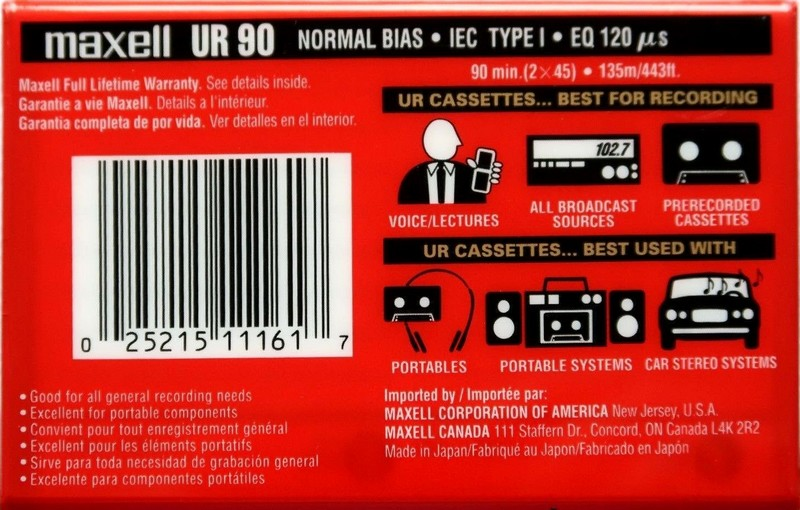 maxell UR 90 NORMAL BIAS • IEC TYPE I • EQ 120 µs
90 min.(2×45) • 135m/443ft.
Maxell Full Lifetime Warranty. See details inside.
Garantie a vie Maxell. Details a l'intérieur.
Garantia completa de por vida. Ver detalles en el interior.
UR CASSETTES... BEST FOR RECORDING
102.7
VOICE/LECTURES
ALL BROADCAST
SOURCES
PRERECORDED
CASSETTES
UR CASSETTES... BEST USED WITH
PORTABLES
PORTABLE SYSTEMS
CAR STEREO SYSTEMS
0 25215 11161 7
• Good for all general recording needs
• Excellent for portable components
• Convient pour tout enregistrement général
• Excellent pour les éléments portatifs
• Sirve para toda necesidad de grabación general
• Excelente para componentes portátiles
Imported by / Importée par:
MAXELL CORPORATION OF AMERICA New Jersey, U.S.A.
MAXELL CANADA 111 Staffern Dr., Concord, ON Canada L4K 2R2
Made in Japan/Fabriqué au Japon/Fabricado en Japón